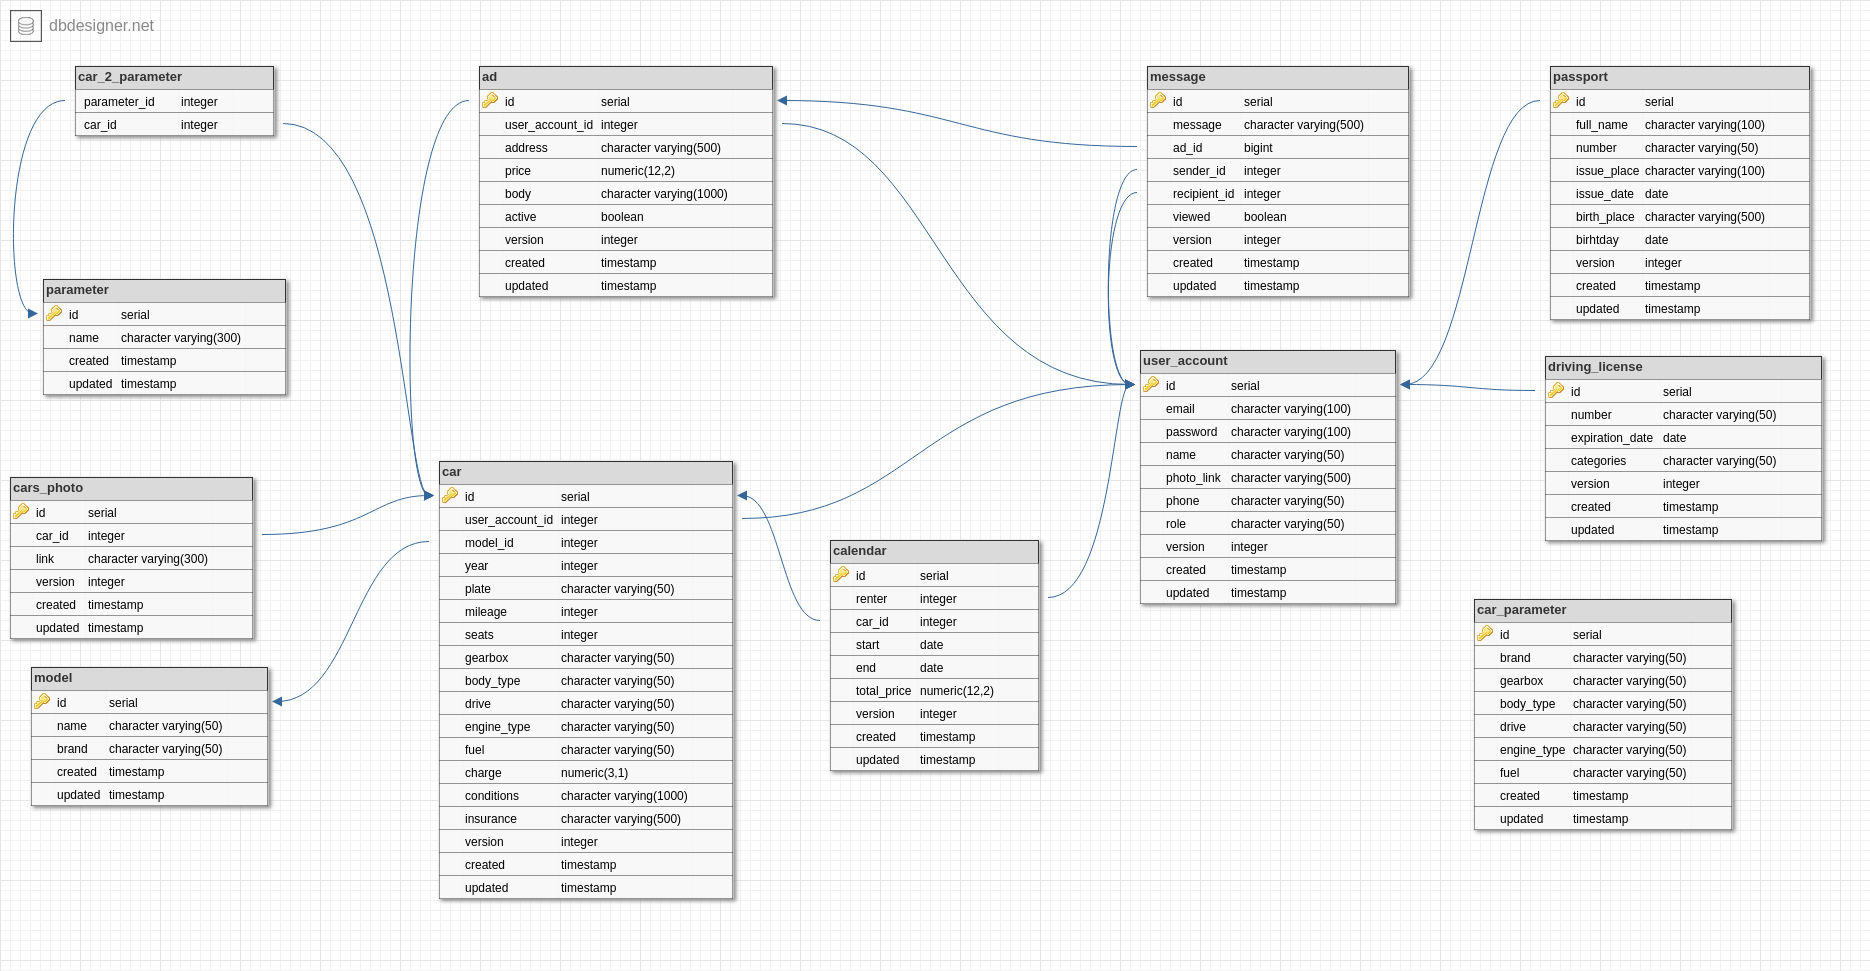 dbdesigner.net
car_2_parameter
parameter_id integer
car_id integer
ad
id serial
user_account_id integer
address character varying(500)
price numeric(12,2)
body character varying(1000)
active boolean
version integer
created timestamp
updated timestamp
message
id serial
message character varying(500)
ad_id bigint
sender_id integer
recipient_id integer
viewed boolean
version integer
created timestamp
updated timestamp
passport
id serial
full_name character varying(100)
number character varying(50)
issue_place character varying(100)
issue_date date
birth_place character varying(500)
birhtday date
version integer
created timestamp
updated timestamp
parameter
id serial
name character varying(300)
created timestamp
updated timestamp
user_account
id serial
email character varying(100)
password character varying(100)
name character varying(50)
photo_link character varying(500)
phone character varying(50)
role character varying(50)
version integer
created timestamp
updated timestamp
driving_license
id serial
number character varying(50)
expiration_date date
categories character varying(50)
version integer
created timestamp
updated timestamp
cars_photo
id serial
car_id integer
link character varying(300)
version integer
created timestamp
updated timestamp
car
id serial
user_account_id integer
model_id integer
year integer
plate character varying(50)
mileage integer
seats integer
gearbox character varying(50)
body_type character varying(50)
drive character varying(50)
engine_type character varying(50)
fuel character varying(50)
charge numeric(3,1)
conditions character varying(1000)
insurance character varying(500)
version integer
created timestamp
updated timestamp
calendar
id serial
renter integer
car_id integer
start date
end date
total_price numeric(12,2)
version integer
created timestamp
updated timestamp
car_parameter
id serial
brand character varying(50)
gearbox character varying(50)
body_type character varying(50)
drive character varying(50)
engine_type character varying(50)
fuel character varying(50)
created timestamp
updated timestamp
model
id serial
name character varying(50)
brand character varying(50)
created timestamp
updated timestamp